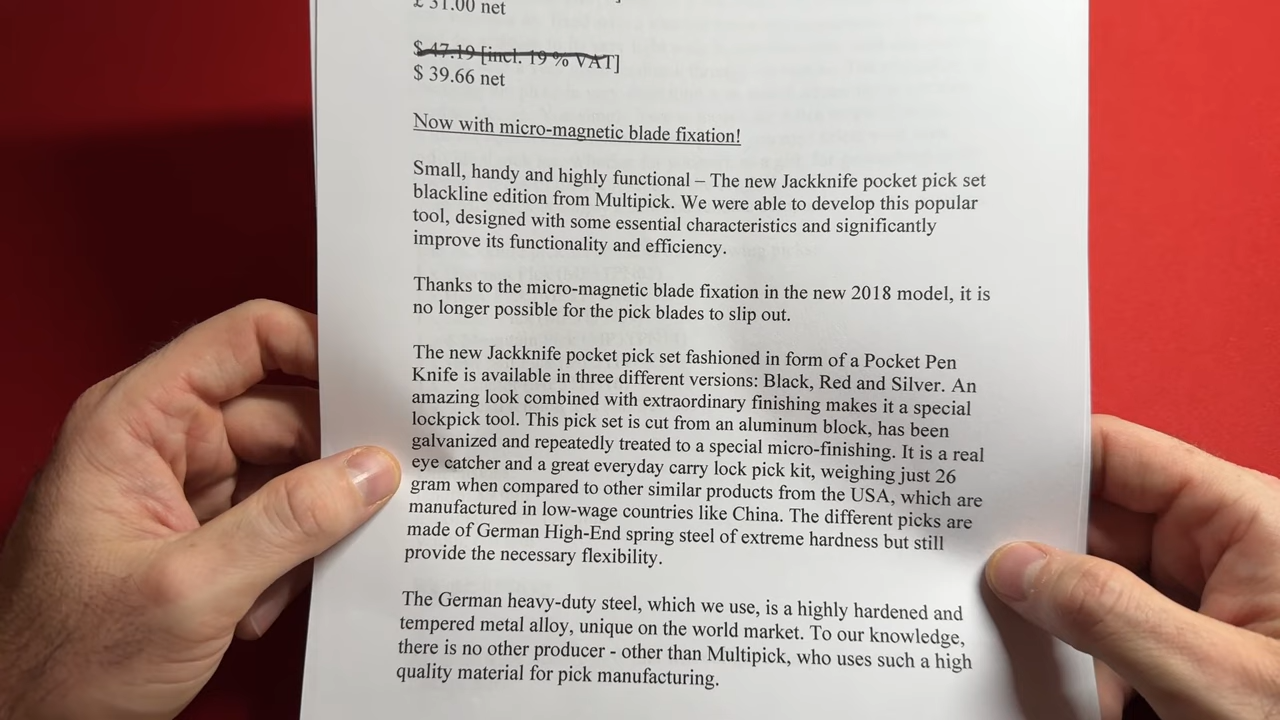 £ 31.00 net
$ 47.19 [incl. 19 % VAT]
$ 39.66 net
Now with micro-magnetic blade fixation!
Small, handy and highly functional – The new Jackknife pocket pick set
blackline edition from Multipick. We were able to develop this popular
tool, designed with some essential characteristics and significantly
improve its functionality and efficiency.
Thanks to the micro-magnetic blade fixation in the new 2018 model, it is
no longer possible for the pick blades to slip out.
The new Jackknife pocket pick set fashioned in form of a Pocket Pen
Knife is available in three different versions: Black, Red and Silver. An
amazing look combined with extraordinary finishing makes it a special
lockpick tool. This pick set is cut from an aluminum block, has been
galvanized and repeatedly treated to a special micro-finishing. It is a real
eye catcher and a great everyday carry lock pick kit, weighing just 26
gram when compared to other similar products from the USA, which are
manufactured in low-wage countries like China. The different picks are
made of German High-End spring steel of extreme hardness but still
provide the necessary flexibility.
The German heavy-duty steel, which we use, is a highly hardened and
tempered metal alloy, unique on the world market. To our knowledge,
there is no other producer - other than Multipick, who uses such a high
quality material for pick manufacturing.